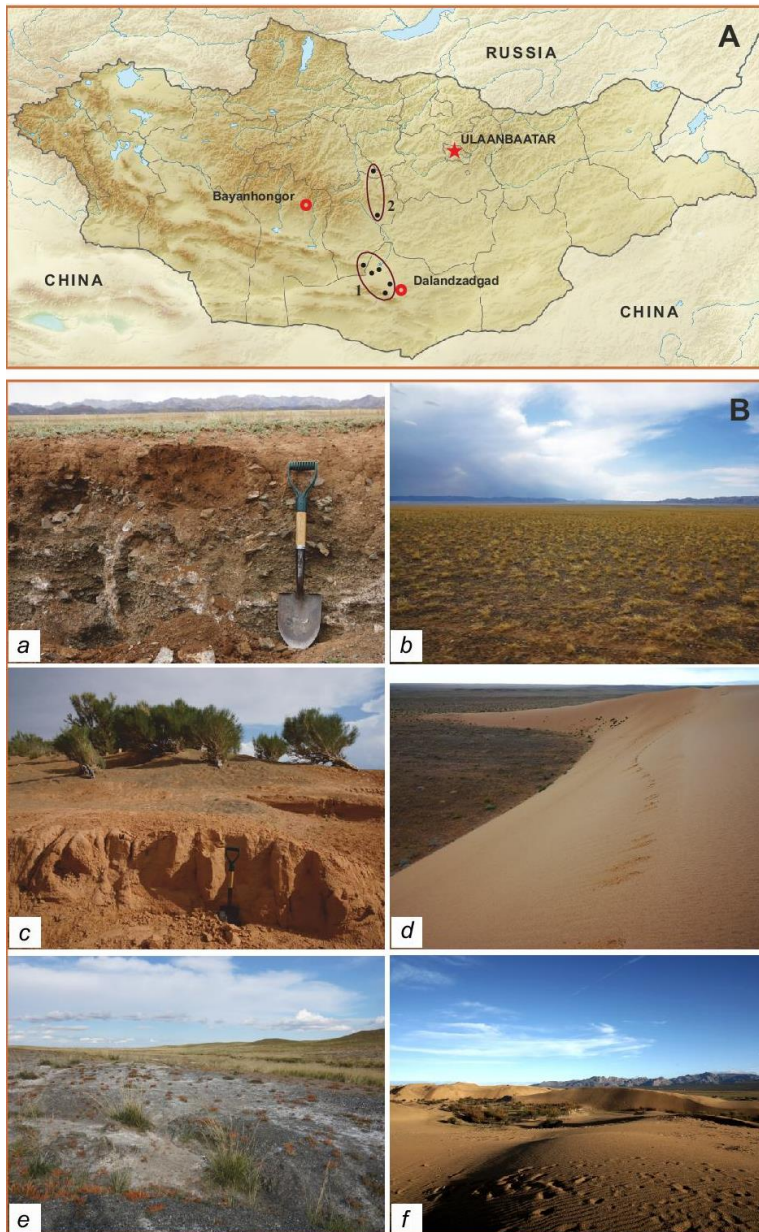 A
RUSSIA
ULAANBAATAR
Bayanhongor
2
CHINA
1
Dalandzadgad
CHINA
B
a
b
c
d
e
f